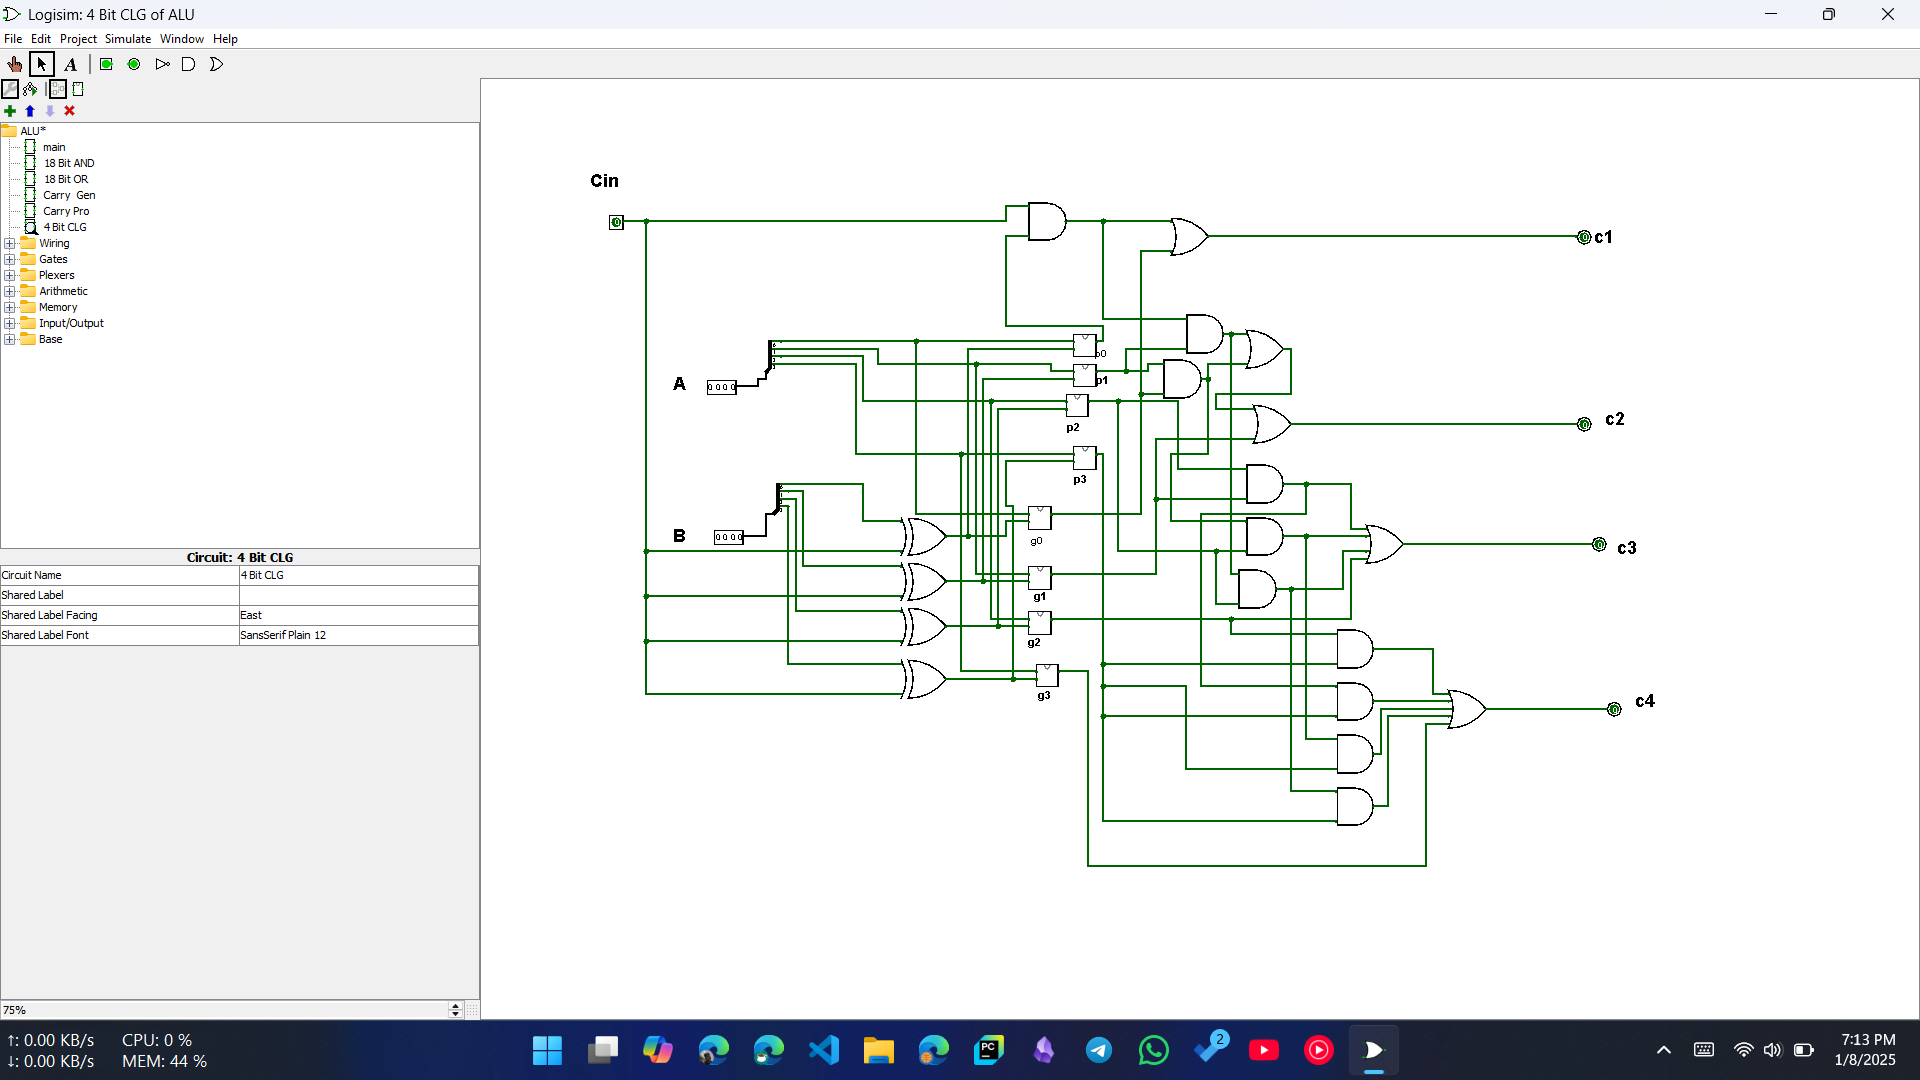 Logisim: 4 Bit CLG of ALU
File Edit Project Simulate Window Help
A
ALU*
main
18 Bit AND
18 Bit OR
Carry Gen
Carry Pro
4 Bit CLG
Wiring
Gates
Plexers
Arithmetic
Memory
Input/Output
Base
Circuit: 4 Bit CLG
Circuit Name 4 Bit CLG
Shared Label
Shared Label Facing East
Shared Label Font SansSerif Plain 12
75%
Cin
0
c1
p0
A
0 0 0 0
p1
p2
c2
p3
B
0 0 0 0
g0
c3
g1
g2
g3
c4
↑: 0.00 KB/s CPU: 0 %
↓: 0.00 KB/s MEM: 44 %
PC
2
7:13 PM
1/8/2025